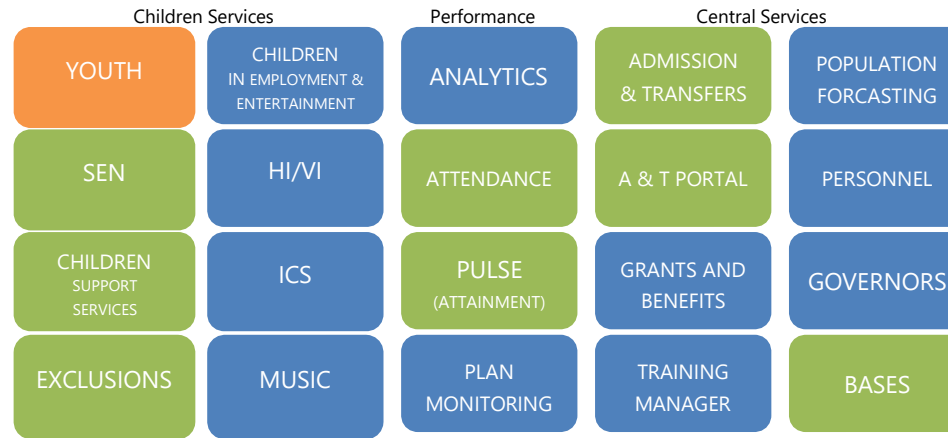 Children Services
Performance
Central Services
YOUTH
CHILDREN
IN EMPLOYMENT &
ENTERTAINMENT
ANALYTICS
ADMISSION
& TRANSFERS
POPULATION
FORCASTING
SEN
HI/VI
ATTENDANCE
A & T PORTAL
PERSONNEL
CHILDREN
SUPPORT
SERVICES
ICS
PULSE
(ATTAINMENT)
GRANTS AND
BENEFITS
GOVERNORS
EXCLUSIONS
MUSIC
PLAN
MONITORING
TRAINING
MANAGER
BASES